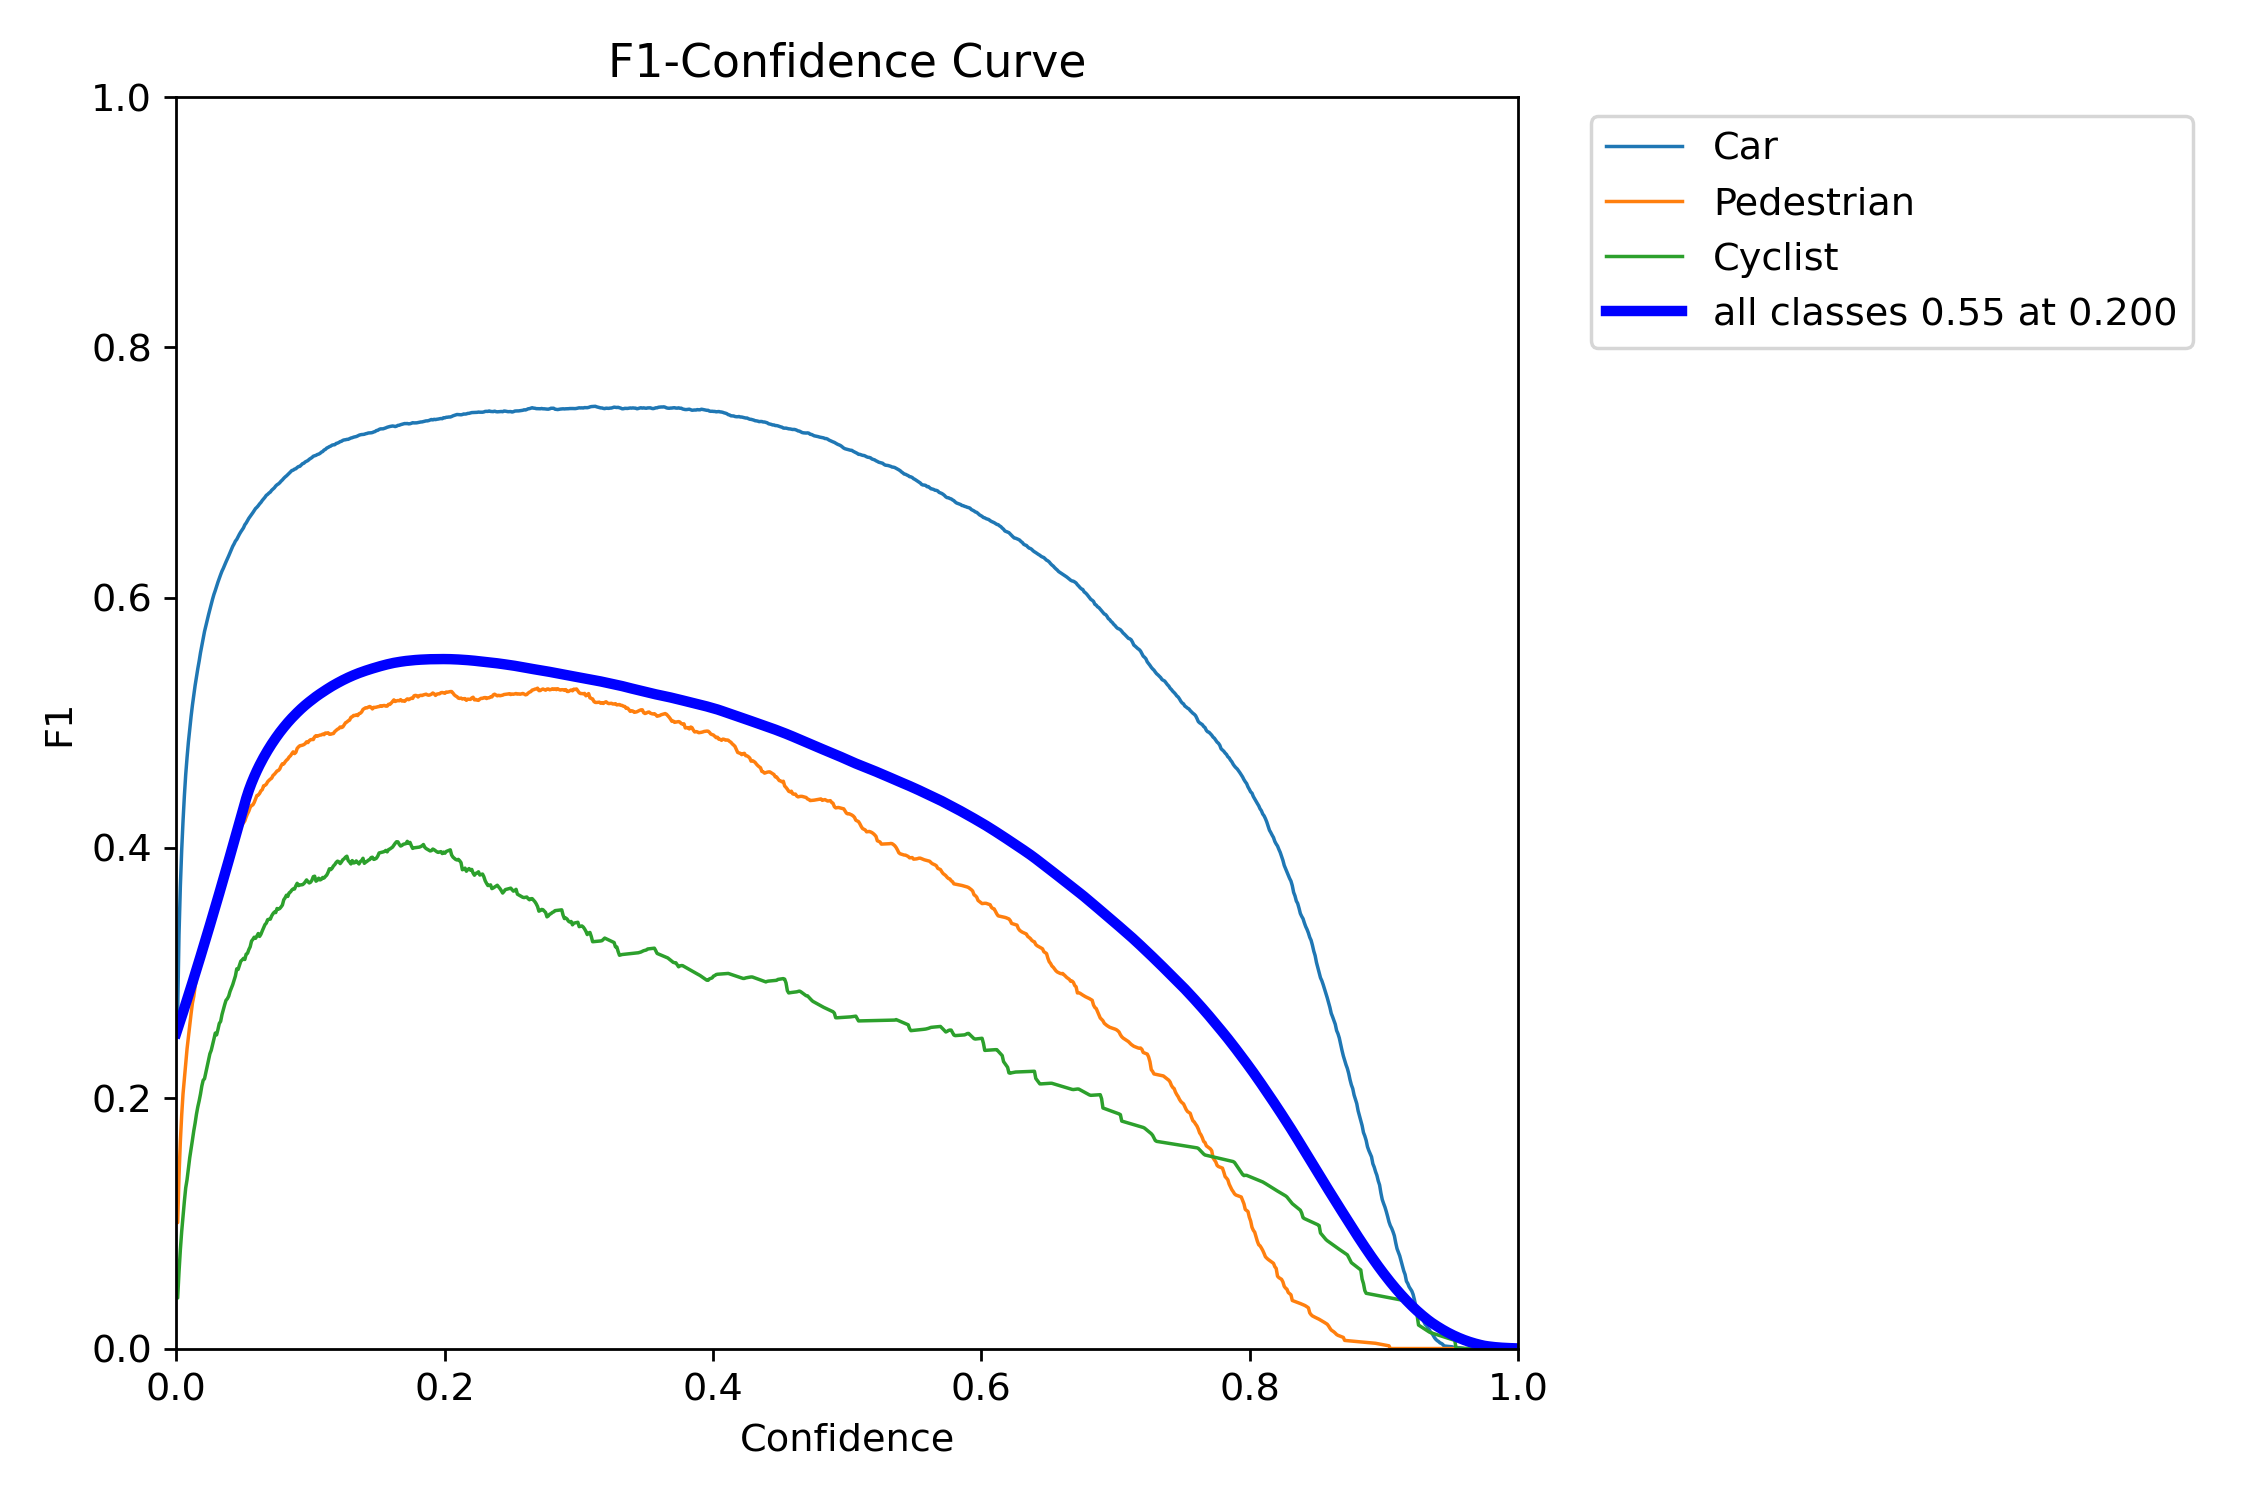 F1-Confidence Curve
1.0
0.8
0.6
0.4
0.2
0.0
F1
0.0 0.2 0.4 0.6 0.8 1.0
Confidence
Car
Pedestrian
Cyclist
all classes 0.55 at 0.200